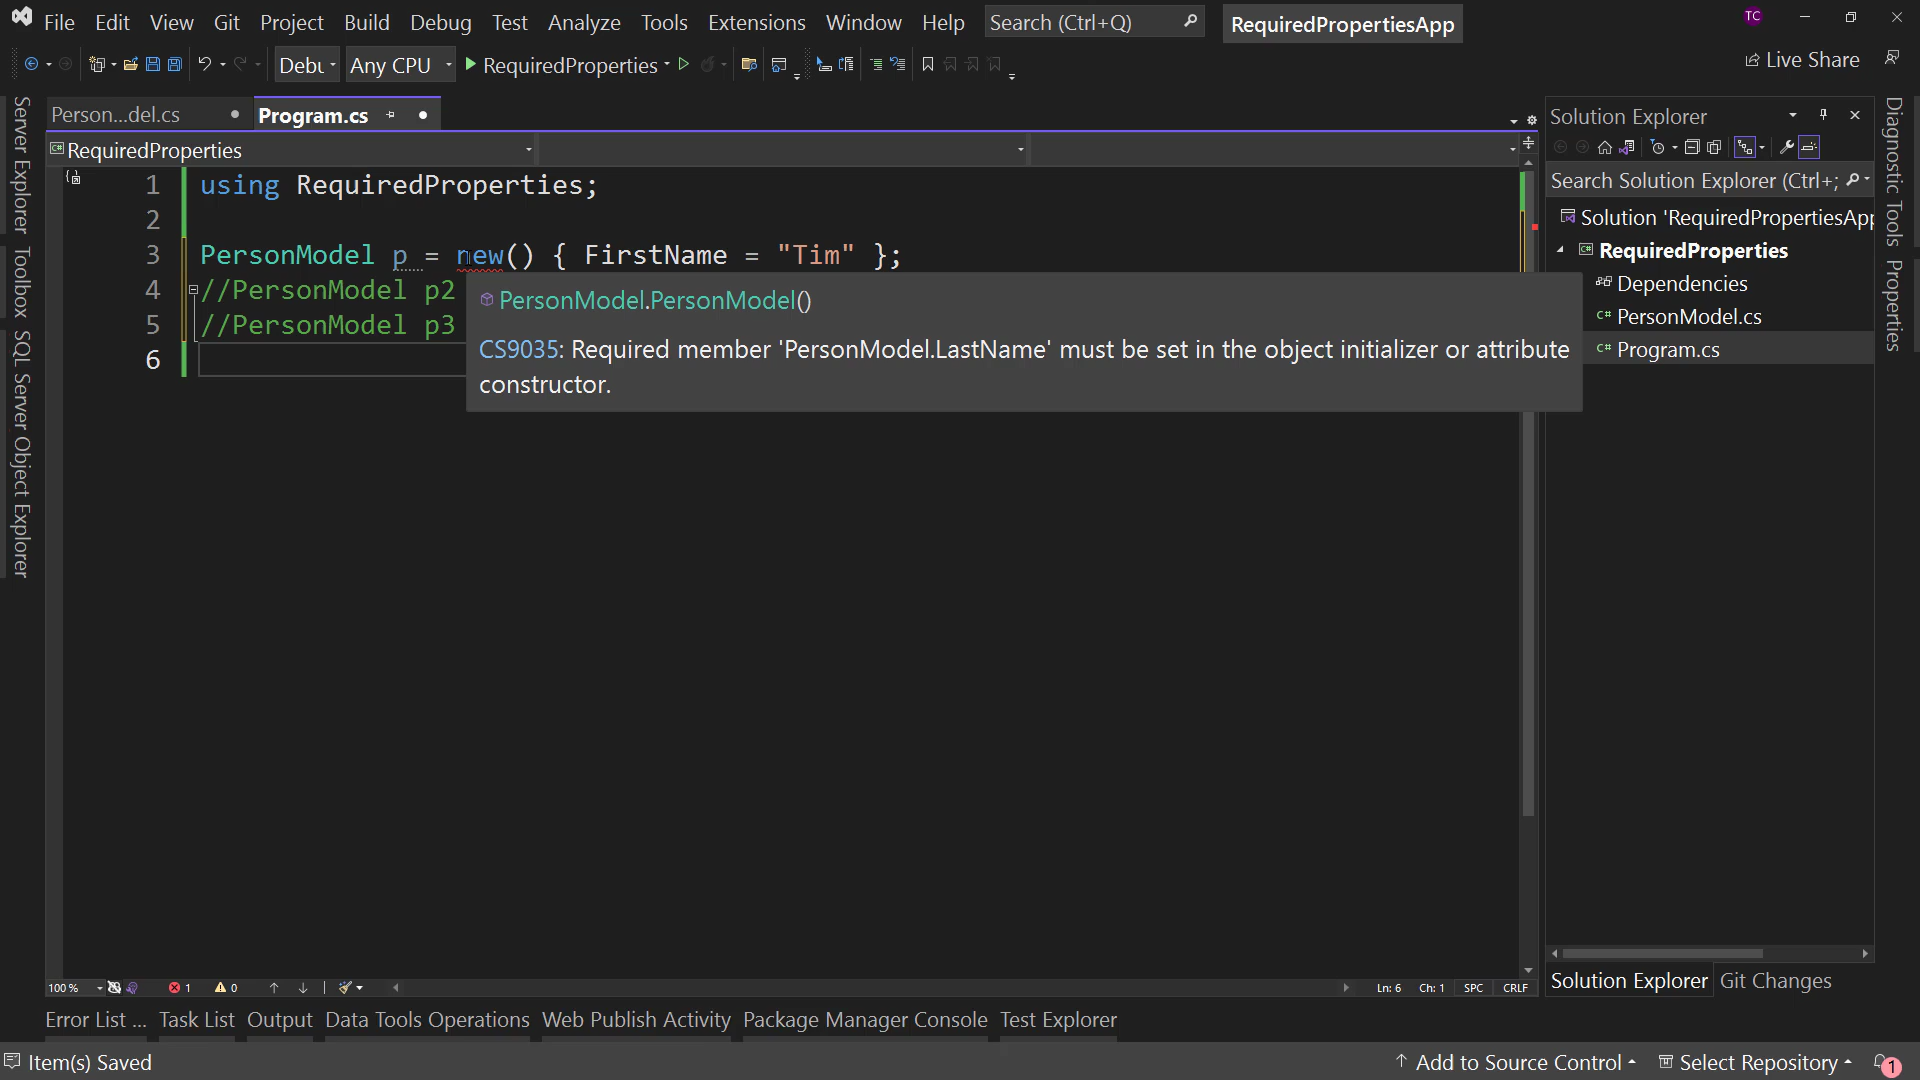 File Edit View Git Project Build Debug Test Analyze Tools Extensions Window Help Search (Ctrl+Q) RequiredPropertiesApp TC
Debu Any CPU RequiredProperties Live Share
Person...del.cs Program.cs
RequiredProperties
1 using RequiredProperties;
2
3 PersonModel p = new() { FirstName = "Tim" };
4 //PersonModel p2
5 //PersonModel p3
6
PersonModel.PersonModel()
CS9035: Required member 'PersonModel.LastName' must be set in the object initializer or attribute
constructor.
Server Explorer
Toolbox
SQL Server Object Explorer
Solution Explorer
Search Solution Explorer (Ctrl+;
Solution 'RequiredPropertiesApp
RequiredProperties
Dependencies
C# PersonModel.cs
C# Program.cs
Diagnostic Tools
Properties
100 % 1 0 Ln: 6 Ch: 1 SPC CRLF
Solution Explorer Git Changes
Error List ... Task List Output Data Tools Operations Web Publish Activity Package Manager Console Test Explorer
Item(s) Saved Add to Source Control Select Repository 1